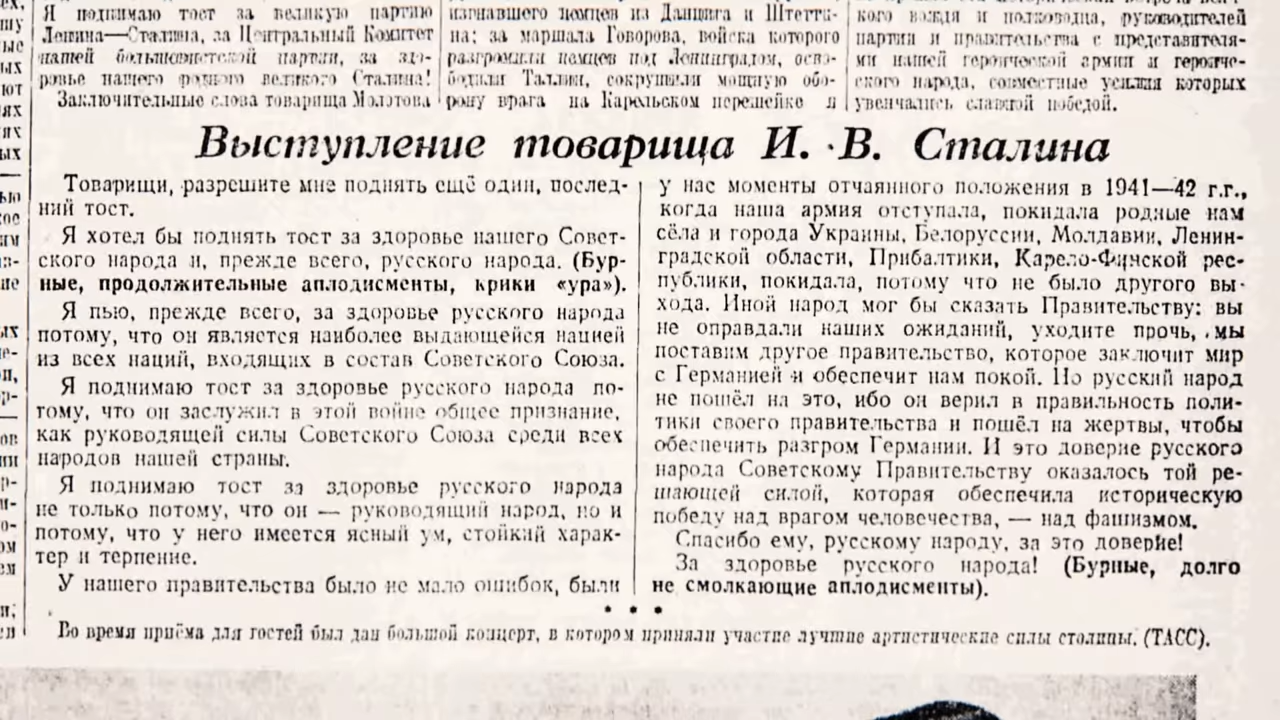 Я поднимаю тост за великую партию
Ленина—Сталина, за Центральный Комитет
нашей большевистской партии, за здо-
ровье нашего родного великого Сталина!
Заключительные слова товарища Молотова
изгнавшего немцев из Данцига и Штетти-
на; за маршала Говорова, войска которого
разгромили немцев под Ленинградом, осво-
бодили Таллин, сокрушили мощную обо-
рону врага на Карельском перешейке и
кого вождя и полководца, руководителей
партии и правительства с представителя-
ми нашей героической армии и героиче-
ского народа, совместные усилия которых
увенчались славной победой.
Выступление товарища И. В. Сталина
Товарищи, разрешите мне поднять ещё один, послед-
ний тост.
Я хотел бы поднять тост за здоровье нашего Совет-
ского народа и, прежде всего, русского народа. (Бур-
ные, продолжительные аплодисменты, крики «ура»).
Я пью, прежде всего, за здоровье русского народа
потому, что он является наиболее выдающейся нацией
из всех наций, входящих в состав Советского Союза.
Я поднимаю тост за здоровье русского народа по-
тому, что он заслужил в этой войне общее признание,
как руководящей силы Советского Союза среди всех
народов нашей страны.
Я поднимаю тост за здоровье русского народа
не только потому, что он — руководящий народ, но и
потому, что у него имеется ясный ум, стойкий харак-
тер и терпение.
У нашего правительства было не мало ошибок, были
у нас моменты отчаянного положения в 1941—42 г.г.,
когда наша армия отступала, покидала родные нам
сёла и города Украины, Белоруссии, Молдавии, Ленин-
градской области, Прибалтики, Карело-Финской рес-
публики, покидала, потому что не было другого вы-
хода. Иной народ мог бы сказать Правительству: вы
не оправдали наших ожиданий, уходите прочь, мы
поставим другое правительство, которое заключит мир
с Германией и обеспечит нам покой. Но русский народ
не пошёл на это, ибо он верил в правильность поли-
тики своего правительства и пошёл на жертвы, чтобы
обеспечить разгром Германии. И это доверие русского
народа Советскому Правительству оказалось той ре-
шающей силой, которая обеспечила историческую
победу над врагом человечества, — над фашизмом.
Спасибо ему, русскому народу, за это доверие!
За здоровье русского народа! (Бурные, долго
не смолкающие аплодисменты).
* * *
Во время приёма для гостей был дан большой концерт, в котором приняли участие лучшие артистические силы столицы. (ТАСС).